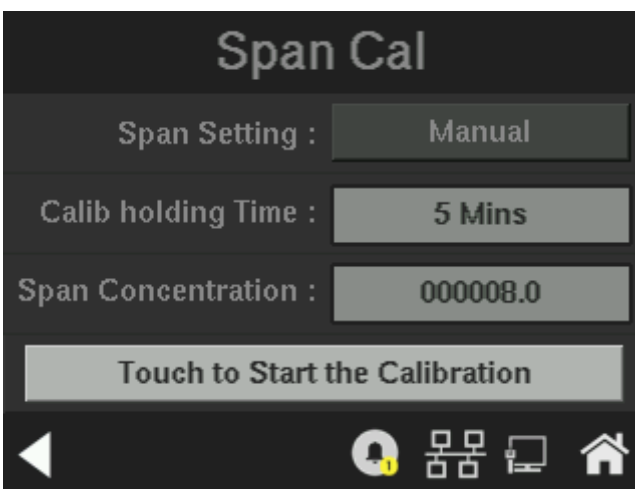 Span Cal
Span Setting : Manual
Calib holding Time : 5 Mins
Span Concentration : 000008.0
Touch to Start the Calibration
1